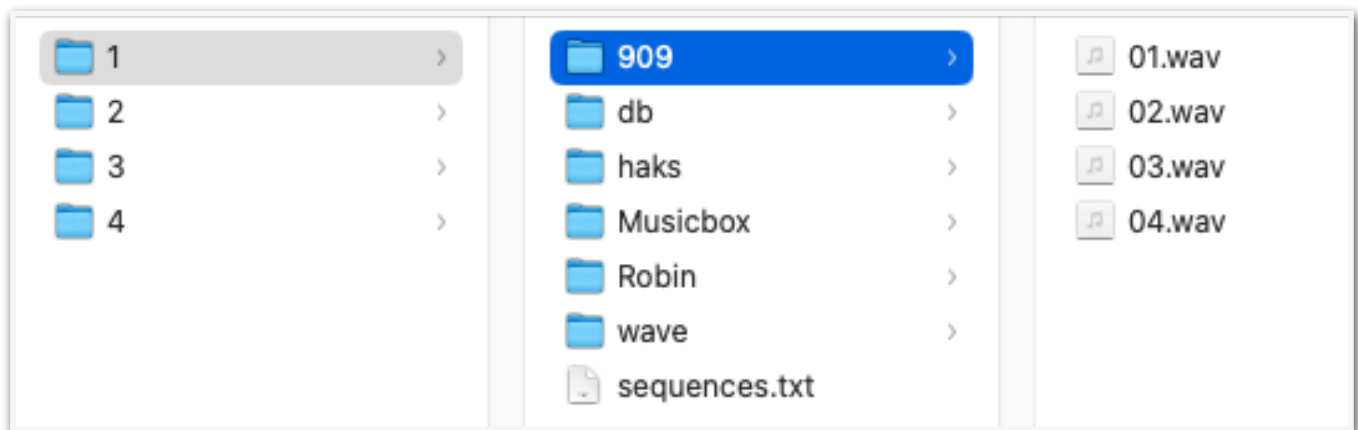 1
2
3
4
909
db
haks
Musicbox
Robin
wave
sequences.txt
01.wav
02.wav
03.wav
04.wav